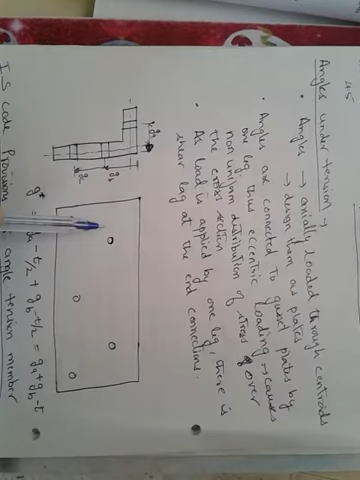 45
Angles under tension →
• Angles → axially loaded through centroids
→ design them as plates
• Angles are connected to gusset plates by
one leg thus eccentric loading → causes
non uniform distribution of stress over
the cross section
• As load is applied by one leg, there is
shear lag at the end connections.
g* = ga - t/2 + gb - t/2 = ga + gb - t
IS Code Provisions angle tension member